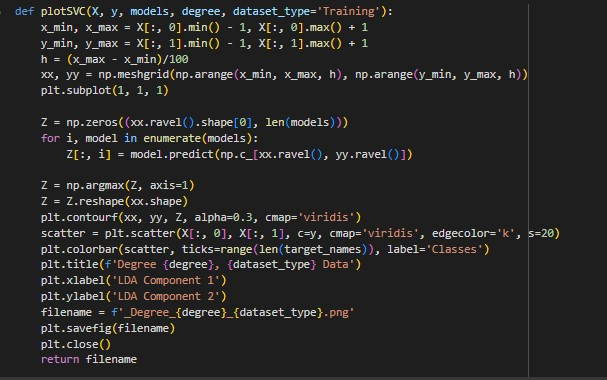 def plotSVC(X, y, models, degree, dataset_type='Training'):
    x_min, x_max = X[:, 0].min() - 1, X[:, 0].max() + 1
    y_min, y_max = X[:, 1].min() - 1, X[:, 1].max() + 1
    h = (x_max - x_min)/100
    xx, yy = np.meshgrid(np.arange(x_min, x_max, h), np.arange(y_min, y_max, h))
    plt.subplot(1, 1, 1)

    Z = np.zeros((xx.ravel().shape[0], len(models)))
    for i, model in enumerate(models):
        Z[:, i] = model.predict(np.c_[xx.ravel(), yy.ravel()])

    Z = np.argmax(Z, axis=1)
    Z = Z.reshape(xx.shape)
    plt.contourf(xx, yy, Z, alpha=0.3, cmap='viridis')
    scatter = plt.scatter(X[:, 0], X[:, 1], c=y, cmap='viridis', edgecolor='k', s=20)
    plt.colorbar(scatter, ticks=range(len(target_names)), label='Classes')
    plt.title(f'Degree {degree}, {dataset_type} Data')
    plt.xlabel('LDA Component 1')
    plt.ylabel('LDA Component 2')
    filename = f'_Degree_{degree}_{dataset_type}.png'
    plt.savefig(filename)
    plt.close()
    return filename